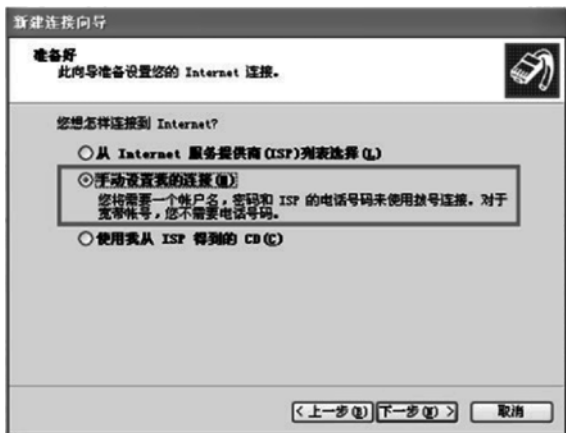 新建连接向导
准备好
此向导准备设置您的 Internet 连接。
您想怎样连接到 Internet?
从 Internet 服务提供商(ISP)列表选择(L)
手动设置我的连接(M)
您将需要一个帐户名，密码和 ISP 的电话号码未使用拨号连接。对于
宽带帐号，您不需要电话号码。
使用我从 ISP 得到的 CD(C)
<上一步(B) 下一步(N)> 取消